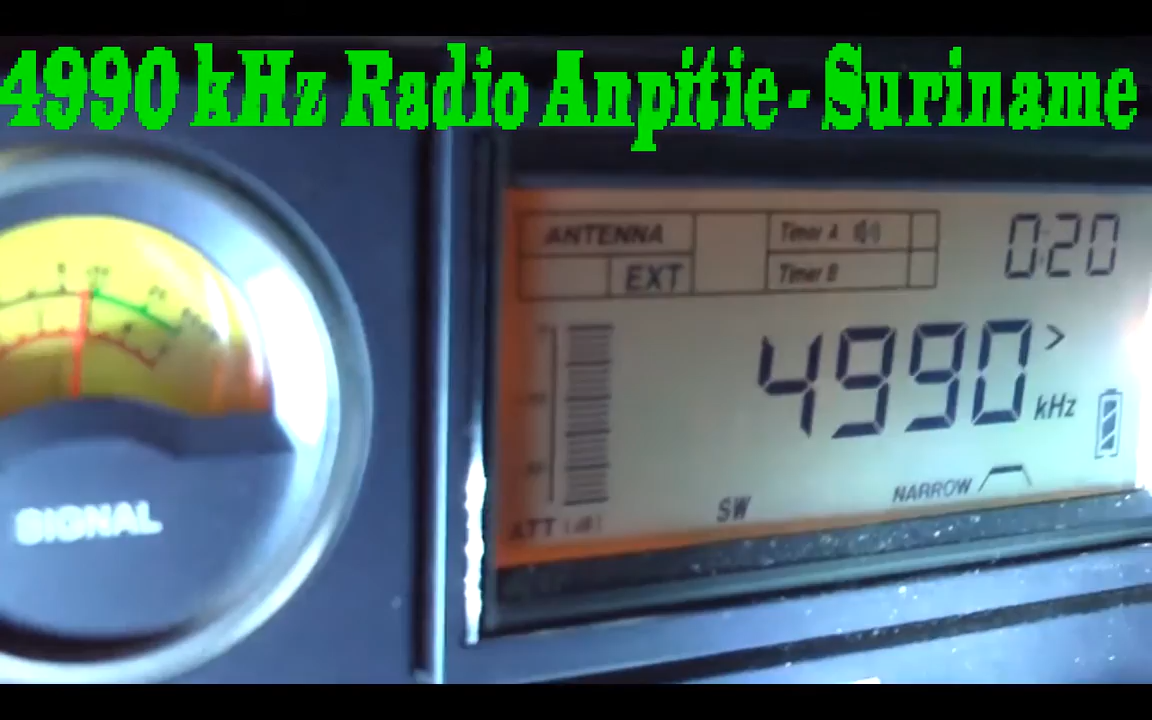 4990 kHz Radio Anpitie - Suriname
ANTENNA
EXT
Timer A
Timer B
0:20
4990 kHz
NARROW
SW
ATT (dB)
SIGNAL